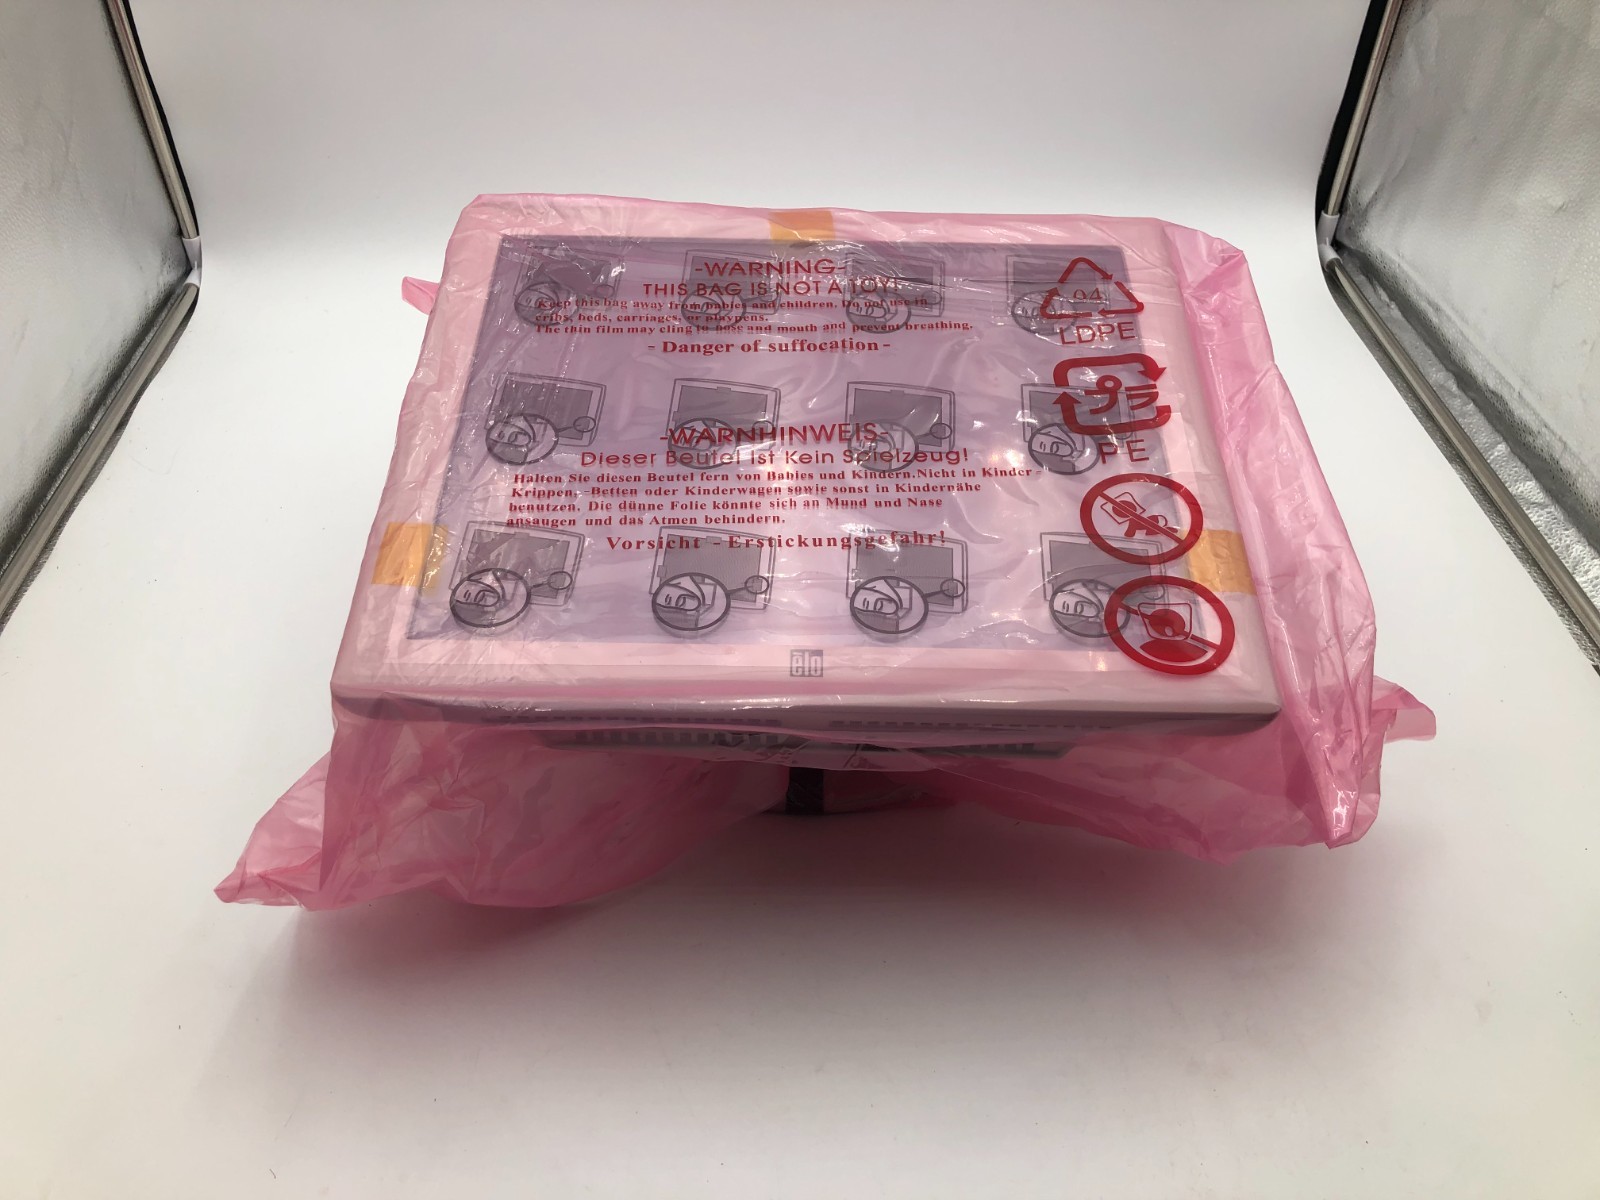 -WARNING-
THIS BAG IS NOT A TOY!
Keep this bag away from babies and children. Do not use in
cribs, beds, carriages, or playpens.
The thin film may cling to nose and mouth and prevent breathing.
- Danger of suffocation -
04
LDPE
プラ
PE
-WARNHINWEIS-
Dieser Beutel ist Kein Spielzeug!
Halten Sie diesen Beutel fern von Babies und Kindern.Nicht in Kinder -
Krippen, -Betten oder Kinderwagen sowie sonst in Kindernähe
benutzen. Die dünne Folie könnte sich an Mund und Nase
ansaugen und das Atmen behindern.
Vorsicht - Erstickungsgefahr!
ēlo